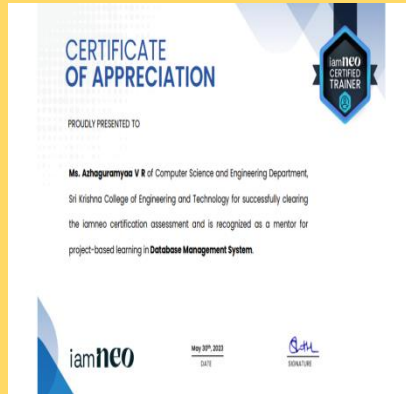 CERTIFICATE
OF APPRECIATION
iamneo
CERTIFIED
TRAINER
PROUDLY PRESENTED TO
Ms. Azhaguramyaa V R of Computer Science and Engineering Department,
Sri Krishna College of Engineering and Technology for successfully clearing
the iamneo certification assessment and is recognized as a mentor for
project-based learning in Database Management System.
iamneo
May 30th, 2023
DATE
SIGNATURE